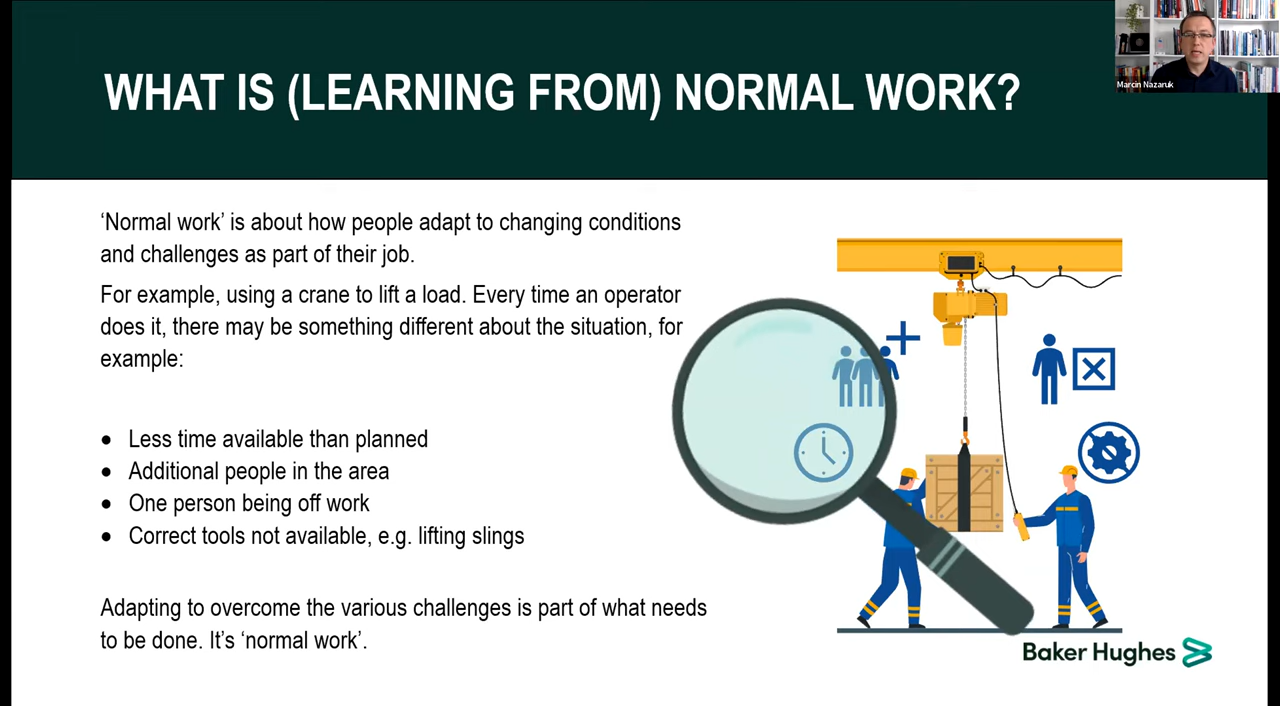 WHAT IS (LEARNING FROM) NORMAL WORK?
Marcin Nazaruk
‘Normal work’ is about how people adapt to changing conditions
and challenges as part of their job.
For example, using a crane to lift a load. Every time an operator
does it, there may be something different about the situation, for
example:
• Less time available than planned
• Additional people in the area
• One person being off work
• Correct tools not available, e.g. lifting slings
Adapting to overcome the various challenges is part of what needs
to be done. It’s ‘normal work’.
Baker Hughes